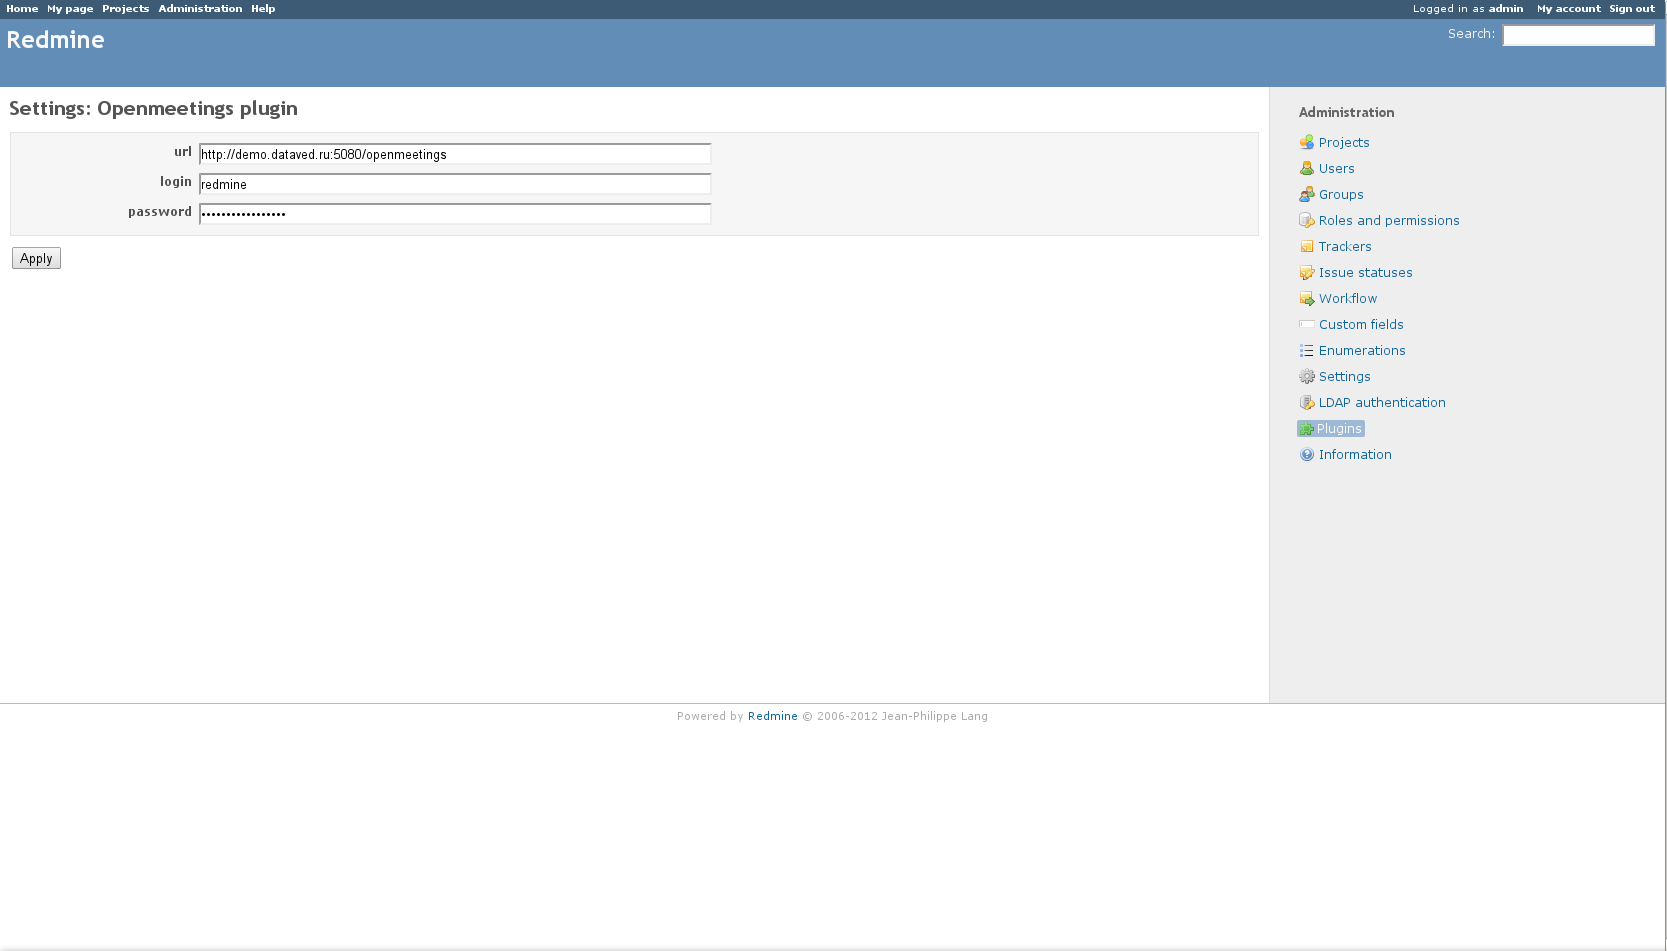 Home My page Projects Administration Help
Logged in as admin My account Sign out
Redmine
Search:
Settings: Openmeetings plugin
url http://demo.dataved.ru:5080/openmeetings
login redmine
password •••••••••••••••••
Apply
Administration
Projects
Users
Groups
Roles and permissions
Trackers
Issue statuses
Workflow
Custom fields
Enumerations
Settings
LDAP authentication
Plugins
Information
Powered by Redmine © 2006-2012 Jean-Philippe Lang